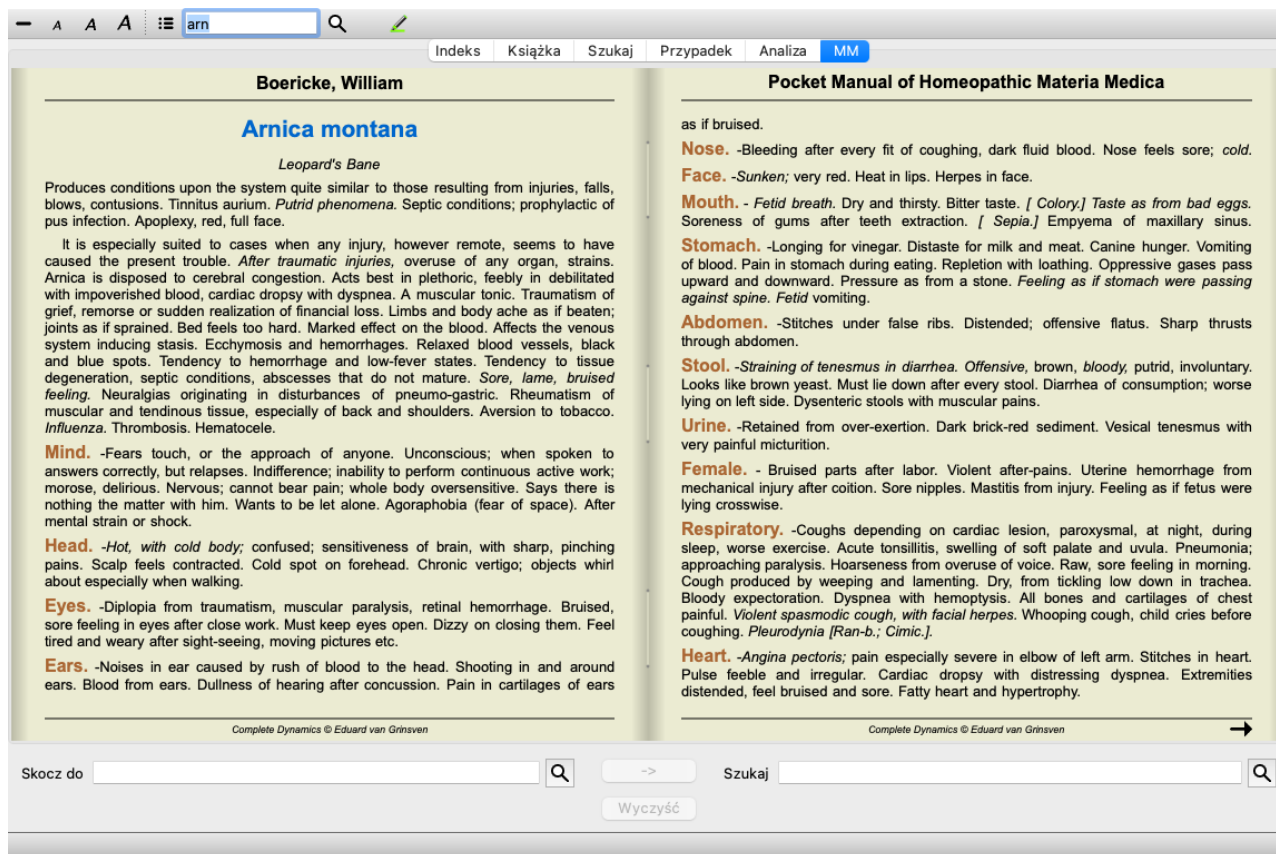 A A A arn
Indeks Książka Szukaj Przypadek Analiza MM
Boericke, William
Arnica montana
Leopard's Bane
Produces conditions upon the system quite similar to those resulting from injuries, falls,
blows, contusions. Tinnitus aurium. Putrid phenomena. Septic conditions; prophylactic of
pus infection. Apoplexy, red, full face.
It is especially suited to cases when any injury, however remote, seems to have
caused the present trouble. After traumatic injuries, overuse of any organ, strains.
Arnica is disposed to cerebral congestion. Acts best in plethoric, feebly in debilitated
with impoverished blood, cardiac dropsy with dyspnea. A muscular tonic. Traumatism of
grief, remorse or sudden realization of financial loss. Limbs and body ache as if beaten;
joints as if sprained. Bed feels too hard. Marked effect on the blood. Affects the venous
system inducing stasis. Ecchymosis and hemorrhages. Relaxed blood vessels, black
and blue spots. Tendency to hemorrhage and low-fever states. Tendency to tissue
degeneration, septic conditions, abscesses that do not mature. Sore, lame, bruised
feeling. Neuralgias originating in disturbances of pneumo-gastric. Rheumatism of
muscular and tendinous tissue, especially of back and shoulders. Aversion to tobacco.
Influenza. Thrombosis. Hematocele.
Mind. -Fears touch, or the approach of anyone. Unconscious; when spoken to
answers correctly, but relapses. Indifference; inability to perform continuous active work;
morose, delirious. Nervous; cannot bear pain; whole body oversensitive. Says there is
nothing the matter with him. Wants to be let alone. Agoraphobia (fear of space). After
mental strain or shock.
Head. -Hot, with cold body; confused; sensitiveness of brain, with sharp, pinching
pains. Scalp feels contracted. Cold spot on forehead. Chronic vertigo; objects whirl
about especially when walking.
Eyes. -Diplopia from traumatism, muscular paralysis, retinal hemorrhage. Bruised,
sore feeling in eyes after close work. Must keep eyes open. Dizzy on closing them. Feel
tired and weary after sight-seeing, moving pictures etc.
Ears. -Noises in ear caused by rush of blood to the head. Shooting in and around
ears. Blood from ears. Dullness of hearing after concussion. Pain in cartilages of ears
Complete Dynamics © Eduard van Grinsven
Pocket Manual of Homeopathic Materia Medica
as if bruised.
Nose. -Bleeding after every fit of coughing, dark fluid blood. Nose feels sore; cold.
Face. -Sunken; very red. Heat in lips. Herpes in face.
Mouth. - Fetid breath. Dry and thirsty. Bitter taste. [ Colory.] Taste as from bad eggs.
Soreness of gums after teeth extraction. [ Sepia.] Empyema of maxillary sinus.
Stomach. -Longing for vinegar. Distaste for milk and meat. Canine hunger. Vomiting
of blood. Pain in stomach during eating. Repletion with loathing. Oppressive gases pass
upward and downward. Pressure as from a stone. Feeling as if stomach were passing
against spine. Fetid vomiting.
Abdomen. -Stitches under false ribs. Distended; offensive flatus. Sharp thrusts
through abdomen.
Stool. -Straining of tenesmus in diarrhea. Offensive, brown, bloody, putrid, involuntary.
Looks like brown yeast. Must lie down after every stool. Diarrhea of consumption; worse
lying on left side. Dysenteric stools with muscular pains.
Urine. -Retained from over-exertion. Dark brick-red sediment. Vesical tenesmus with
very painful micturition.
Female. - Bruised parts after labor. Violent after-pains. Uterine hemorrhage from
mechanical injury after coition. Sore nipples. Mastitis from injury. Feeling as if fetus were
lying crosswise.
Respiratory. -Coughs depending on cardiac lesion, paroxysmal, at night, during
sleep, worse exercise. Acute tonsillitis, swelling of soft palate and uvula. Pneumonia;
approaching paralysis. Hoarseness from overuse of voice. Raw, sore feeling in morning.
Cough produced by weeping and lamenting. Dry, from tickling low down in trachea.
Bloody expectoration. Dyspnea with hemoptysis. All bones and cartilages of chest
painful. Violent spasmodic cough, with facial herpes. Whooping cough, child cries before
coughing. Pleurodynia [Ran-b.; Cimic.].
Heart. -Angina pectoris; pain especially severe in elbow of left arm. Stitches in heart.
Pulse feeble and irregular. Cardiac dropsy with distressing dyspnea. Extremities
distended, feel bruised and sore. Fatty heart and hypertrophy.
Complete Dynamics © Eduard van Grinsven
Skocz do -> Szukaj
Wyczyść